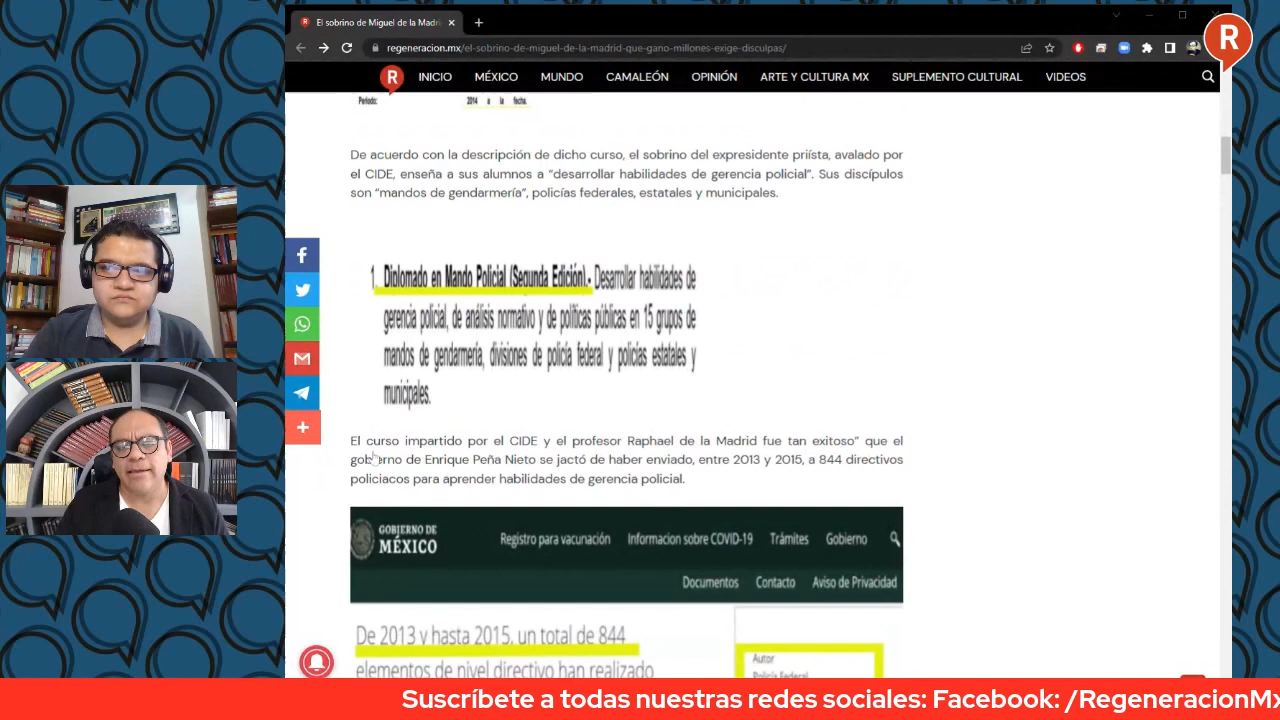 El sobrino de Miguel de la Madri
regeneracion.mx/el-sobrino-de-miguel-de-la-madrid-que-gano-millones-exige-disculpas/
R
R INICIO MÉXICO MUNDO CAMALEÓN OPINIÓN ARTE Y CULTURA MX SUPLEMENTO CULTURAL VIDEOS
Periodo: 2014 a la fecha.
De acuerdo con la descripción de dicho curso, el sobrino del expresidente priísta, avalado por
el CIDE, enseña a sus alumnos a “desarrollar habilidades de gerencia policial”. Sus discípulos
son “mandos de gendarmería”, policías federales, estatales y municipales.
1. Diplomado en Mando Policial (Segunda Edición).- Desarrollar habilidades de
gerencia policial, de análisis normativo y de políticas públicas en 15 grupos de
mandos de gendarmería, divisiones de policía federal y policías estatales y
municipales.
El curso impartido por el CIDE y el profesor Raphael de la Madrid fue tan exitoso” que el
gobierno de Enrique Peña Nieto se jactó de haber enviado, entre 2013 y 2015, a 844 directivos
policiacos para aprender habilidades de gerencia policial.
GOBIERNO DE
MÉXICO
Registro para vacunación Informacion sobre COVID-19 Trámites Gobierno
Documentos Contacto Aviso de Privacidad
De 2013 y hasta 2015, un total de 844
elementos de nivel directivo han realizado
Autor
Policía Federal
Suscríbete a todas nuestras redes sociales: Facebook: /RegeneracionMx